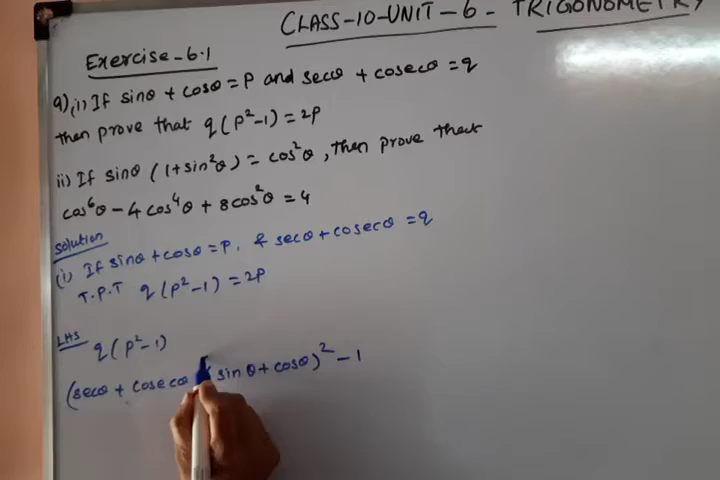 CLASS-10-UNIT-6- TRIGONOMETRY
Exercise-6.1
9)(i) If sinθ + cosθ = P and secθ + cosecθ = q
then prove that q(P²-1) = 2P
ii) If sinθ (1+sin²θ) = cos²θ, then prove that
cos⁶θ - 4cos⁴θ + 8cos²θ = 4
Solution
(i) If sinθ + cosθ = P, & secθ + cosecθ = q
T.P.T q(P²-1) = 2P
LHS q(P²-1)
(secθ + cosecθ sinθ + cosθ)² - 1